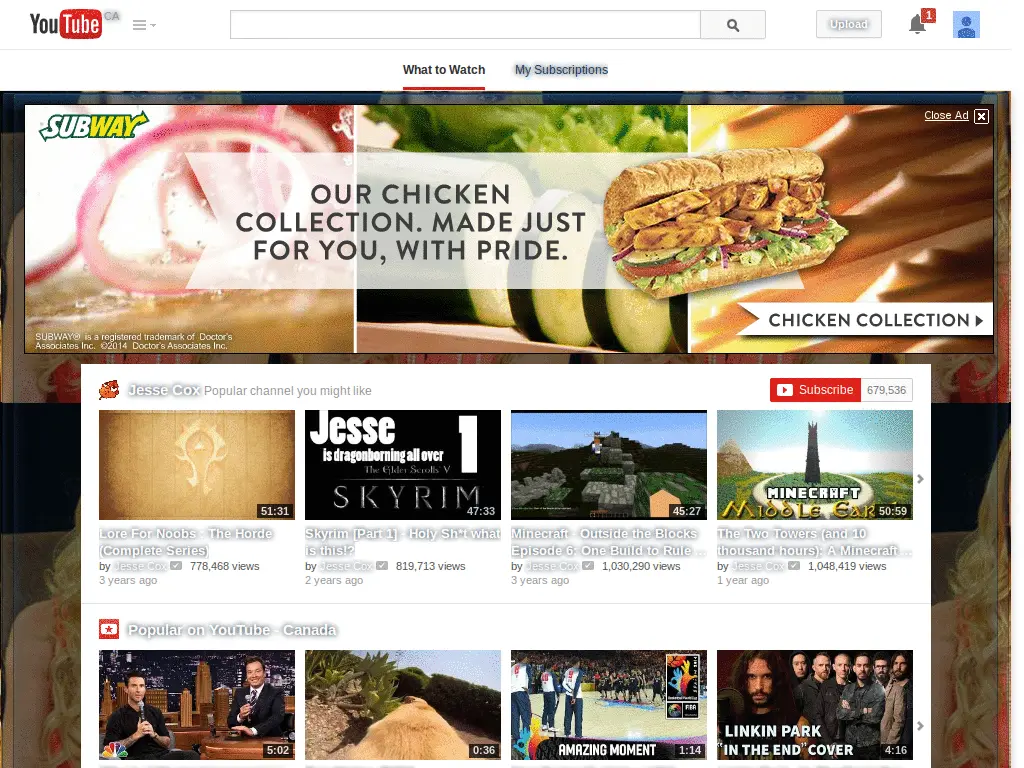 YouTube CA
Upload
1
What to Watch
My Subscriptions
SUBWAY
Close Ad
OUR CHICKEN
COLLECTION. MADE JUST
FOR YOU, WITH PRIDE.
CHICKEN COLLECTION
SUBWAY® is a registered trademark of Doctor's
Associates Inc. ©2014 Doctor's Associates Inc.
Jesse Cox Popular channel you might like
Subscribe 679,536
51:31
Jesse 1
is dragonborning all over
The Elder Scrolls V
SKYRIM
47:33
45:27
MINECRAFT
MIDDLE EARTH
50:59
Lore For Noobs - The Horde
(Complete Series)
by Jesse Cox 778,468 views
3 years ago
Skyrim [Part 1] - Holy Sh*t what
is this!?
by Jesse Cox 819,713 views
2 years ago
Minecraft - Outside the Blocks
Episode 6: One Build to Rule ...
by Jesse Cox 1,030,290 views
3 years ago
The Two Towers (and 10
thousand hours): A Minecraft ...
by Jesse Cox 1,048,419 views
1 year ago
Popular on YouTube - Canada
NBC
5:02
0:36
FIBA
AMAZING MOMENT
1:14
LINKIN PARK
"IN THE END" COVER
4:16